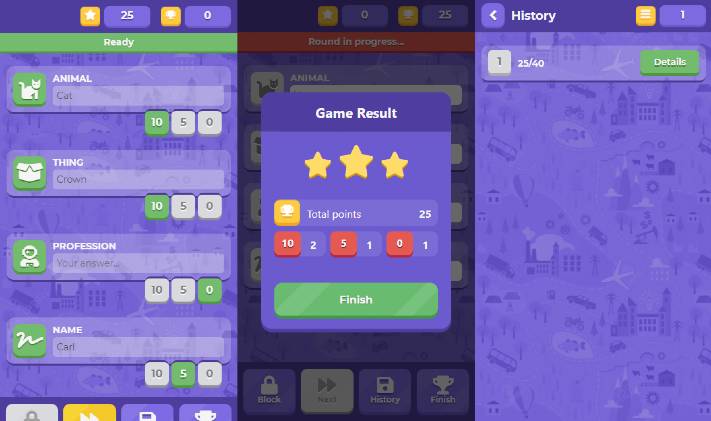 25
0
Ready
ANIMAL
Cat
10 5 0
THING
Crown
10 5 0
PROFESSION
Your answer...
10 5 0
NAME
Carl
10 5 0
0
25
Round in progress...
ANIMAL
Game Result
Total points 25
10 2 5 1 0 1
Finish
Block
Next
History
Finish
History
1
1 25/40 Details